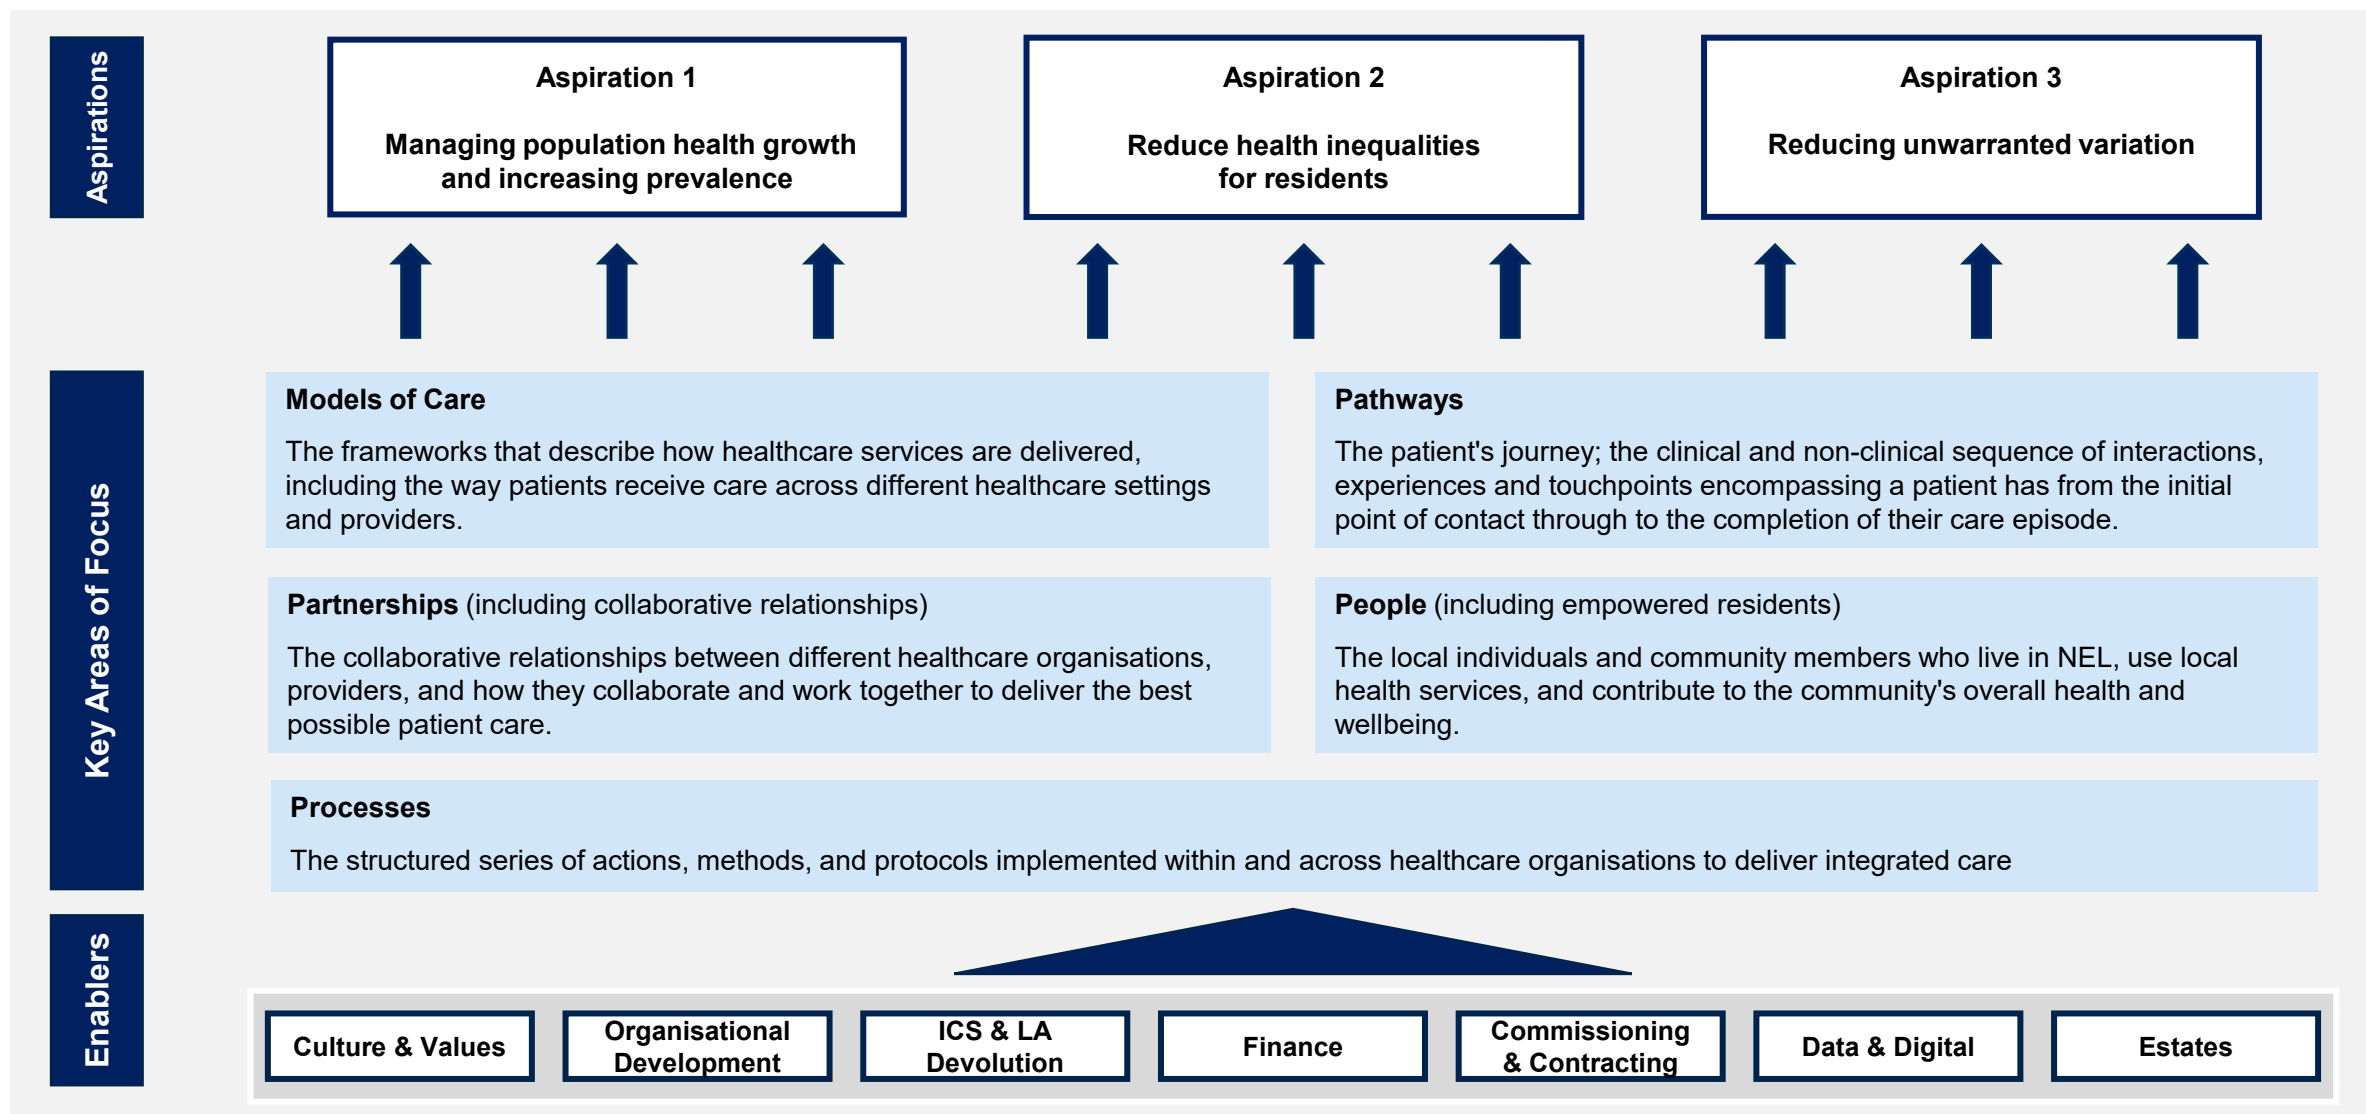 Aspirations
Aspiration 1
Managing population health growth
and increasing prevalence
Aspiration 2
Reduce health inequalities
for residents
Aspiration 3
Reducing unwarranted variation
Key Areas of Focus
Models of Care
The frameworks that describe how healthcare services are delivered,
including the way patients receive care across different healthcare settings
and providers.
Pathways
The patient's journey; the clinical and non-clinical sequence of interactions,
experiences and touchpoints encompassing a patient has from the initial
point of contact through to the completion of their care episode.
Partnerships (including collaborative relationships)
The collaborative relationships between different healthcare organisations,
providers, and how they collaborate and work together to deliver the best
possible patient care.
People (including empowered residents)
The local individuals and community members who live in NEL, use local
health services, and contribute to the community's overall health and
wellbeing.
Processes
The structured series of actions, methods, and protocols implemented within and across healthcare organisations to deliver integrated care
Enablers
Culture & Values
Organisational
Development
ICS & LA
Devolution
Finance
Commissioning
& Contracting
Data & Digital
Estates